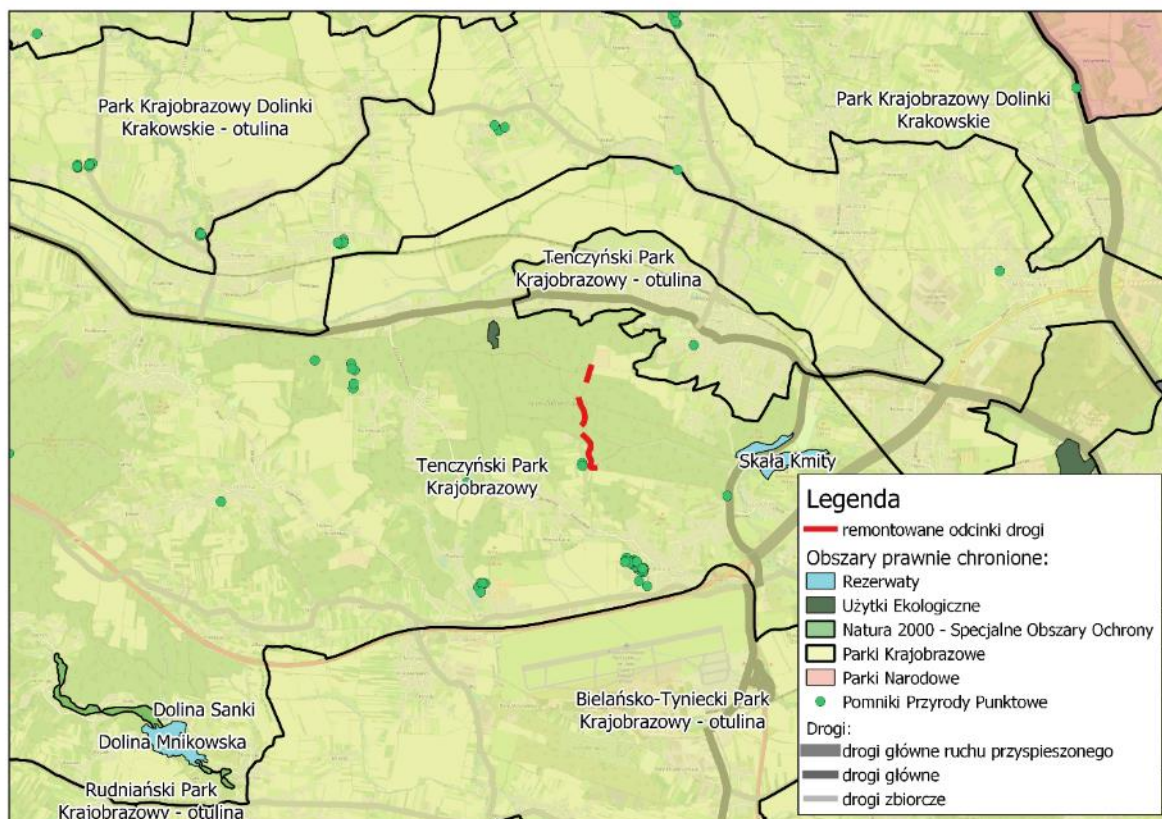 Park Krajobrazowy Dolinki
Krakowskie - otulina
Park Krajobrazowy Dolinki
Krakowskie
Tenczyński Park
Krajobrazowy - otulina
Tenczyński Park
Krajobrazowy
Skała Kmity
Dolina Sanki
Dolina Mnikowska
Rudniański Park
Krajobrazowy - otulina
Bielańsko-Tyniecki Park
Krajobrazowy - otulina
Legenda
remontowane odcinki drogi
Obszary prawnie chronione:
Rezerwaty
Użytki Ekologiczne
Natura 2000 - Specjalne Obszary Ochrony
Parki Krajobrazowe
Parki Narodowe
Pomniki Przyrody Punktowe
Drogi:
drogi główne ruchu przyspieszonego
drogi główne
drogi zbiorcze